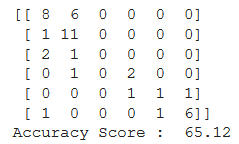 [[ 8 6 0 0 0 0]
[ 1 11 0 0 0 0]
[ 2 1 0 0 0 0]
[ 0 1 0 2 0 0]
[ 0 0 0 1 1 1]
[ 1 0 0 0 1 6]]
Accuracy Score : 65.12